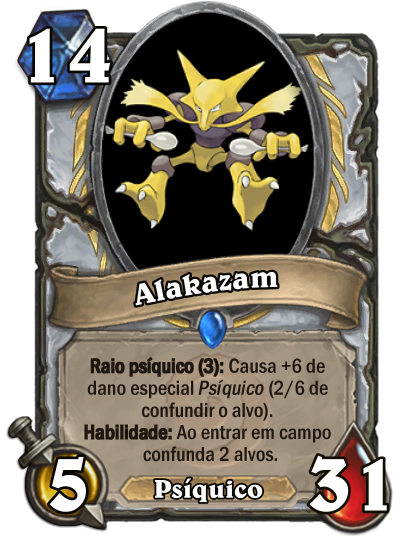 14
Alakazam
Raio psíquico (3): Causa +6 de
dano especial Psíquico (2/6 de
confundir o alvo).
Habilidade: Ao entrar em campo
confunda 2 alvos.
5
Psíquico
31